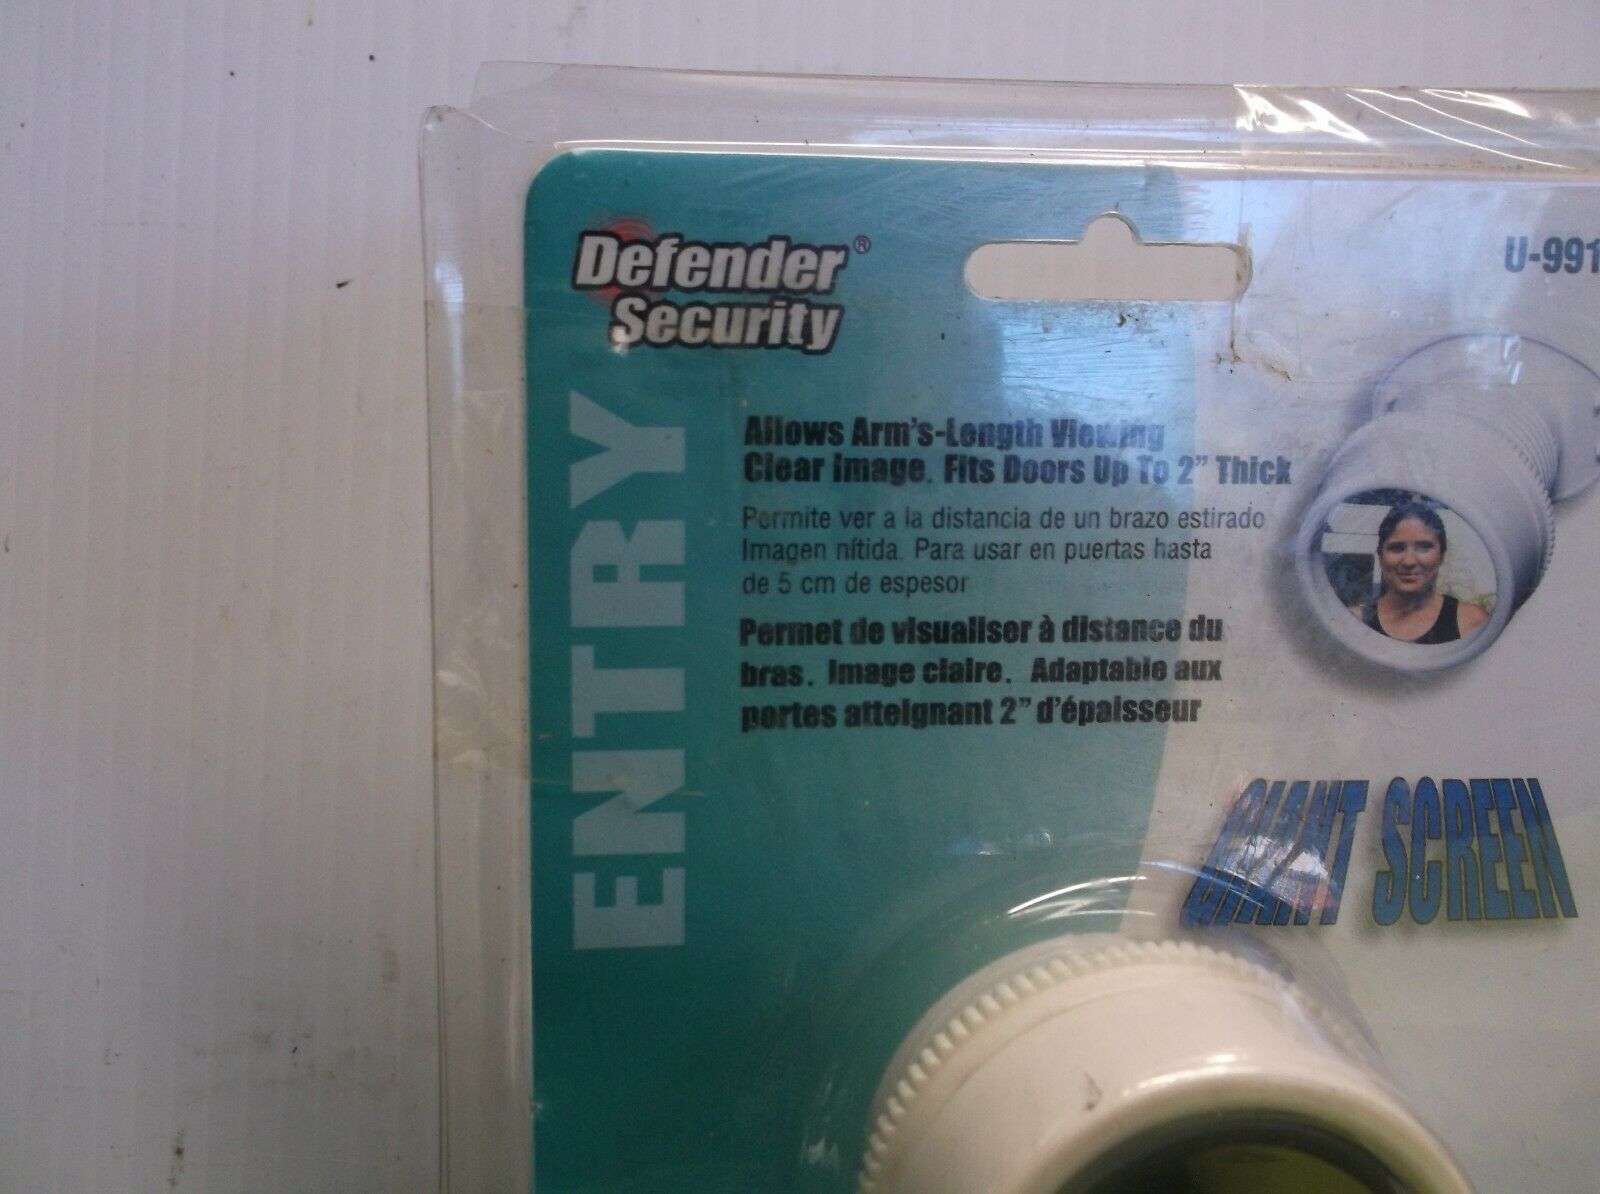 Defender®
Security
U-991
ENTRY
Allows Arm's-Length Viewing
Clear Image. Fits Doors Up To 2" Thick
Permite ver a la distancia de un brazo estirado
Imagen nítida. Para usar en puertas hasta
de 5 cm de espesor
Permet de visualiser à distance du
bras. Image claire. Adaptable aux
portes atteignant 2" d'épaisseur
GIANT SCREEN